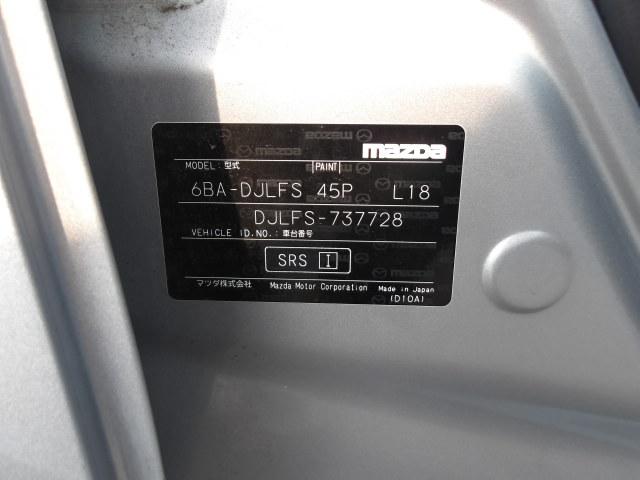 mazda
MODEL:型式 PAINT
6BA-DJLFS 45P L18
DJLFS-737728
VEHICLE ID.NO.:車台番号
SRS I
マツダ株式会社 Mazda Motor Corporation Made in Japan
(D10A)